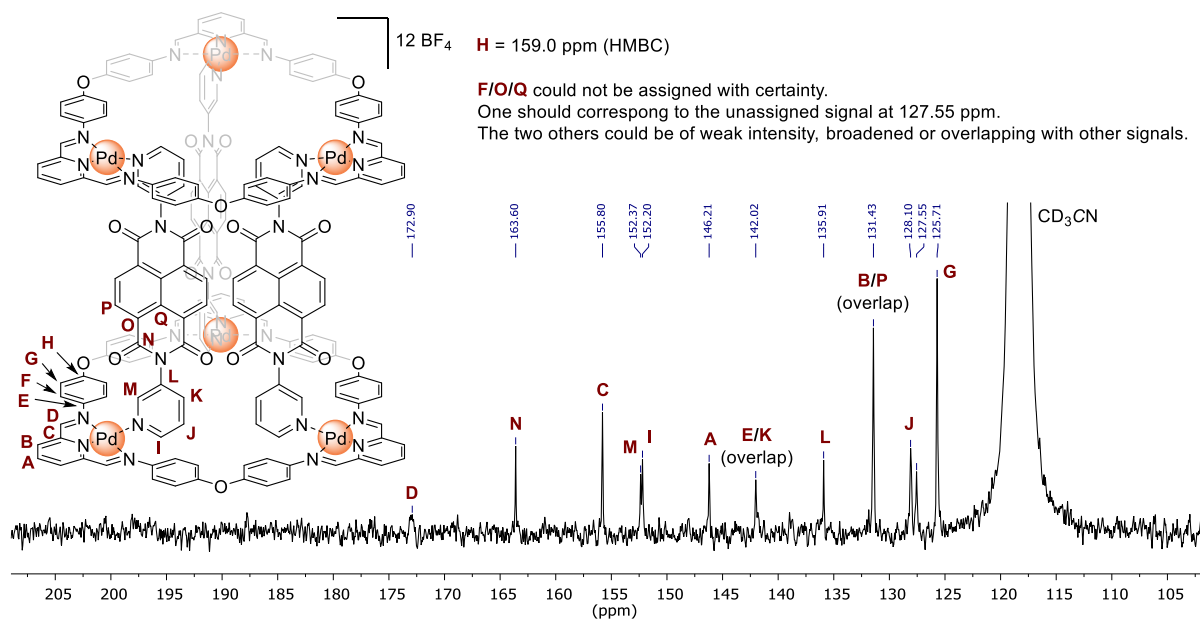 12 BF4
H = 159.0 ppm (HMBC)
F/O/Q could not be assigned with certainty.
One should correspong to the unassigned signal at 127.55 ppm.
The two others could be of weak intensity, broadened or overlapping with other signals.
Pd
N
N
N
O
O
N
O
O
N
Pd
N
N
N
N
Pd
N
N
O
N
N
O
O
O
O
P
O
Q
N
O
O
N
O
O
N
O
N
Pd
N
O
H
G
F
E
D
C
B
A
M
L
K
J
I
N
N
Pd
N
N
N
N
Pd
N
N
O
172.90
163.60
155.80
152.37
152.20
146.21
142.02
135.91
131.43
128.10
127.55
125.71
CD3CN
D
N
C
M
I
A
E/K
(overlap)
L
B/P
(overlap)
J
G
205 200 195 190 185 180 175 170 165 160 155 150 145 140 135 130 125 120 115 110 105
(ppm)